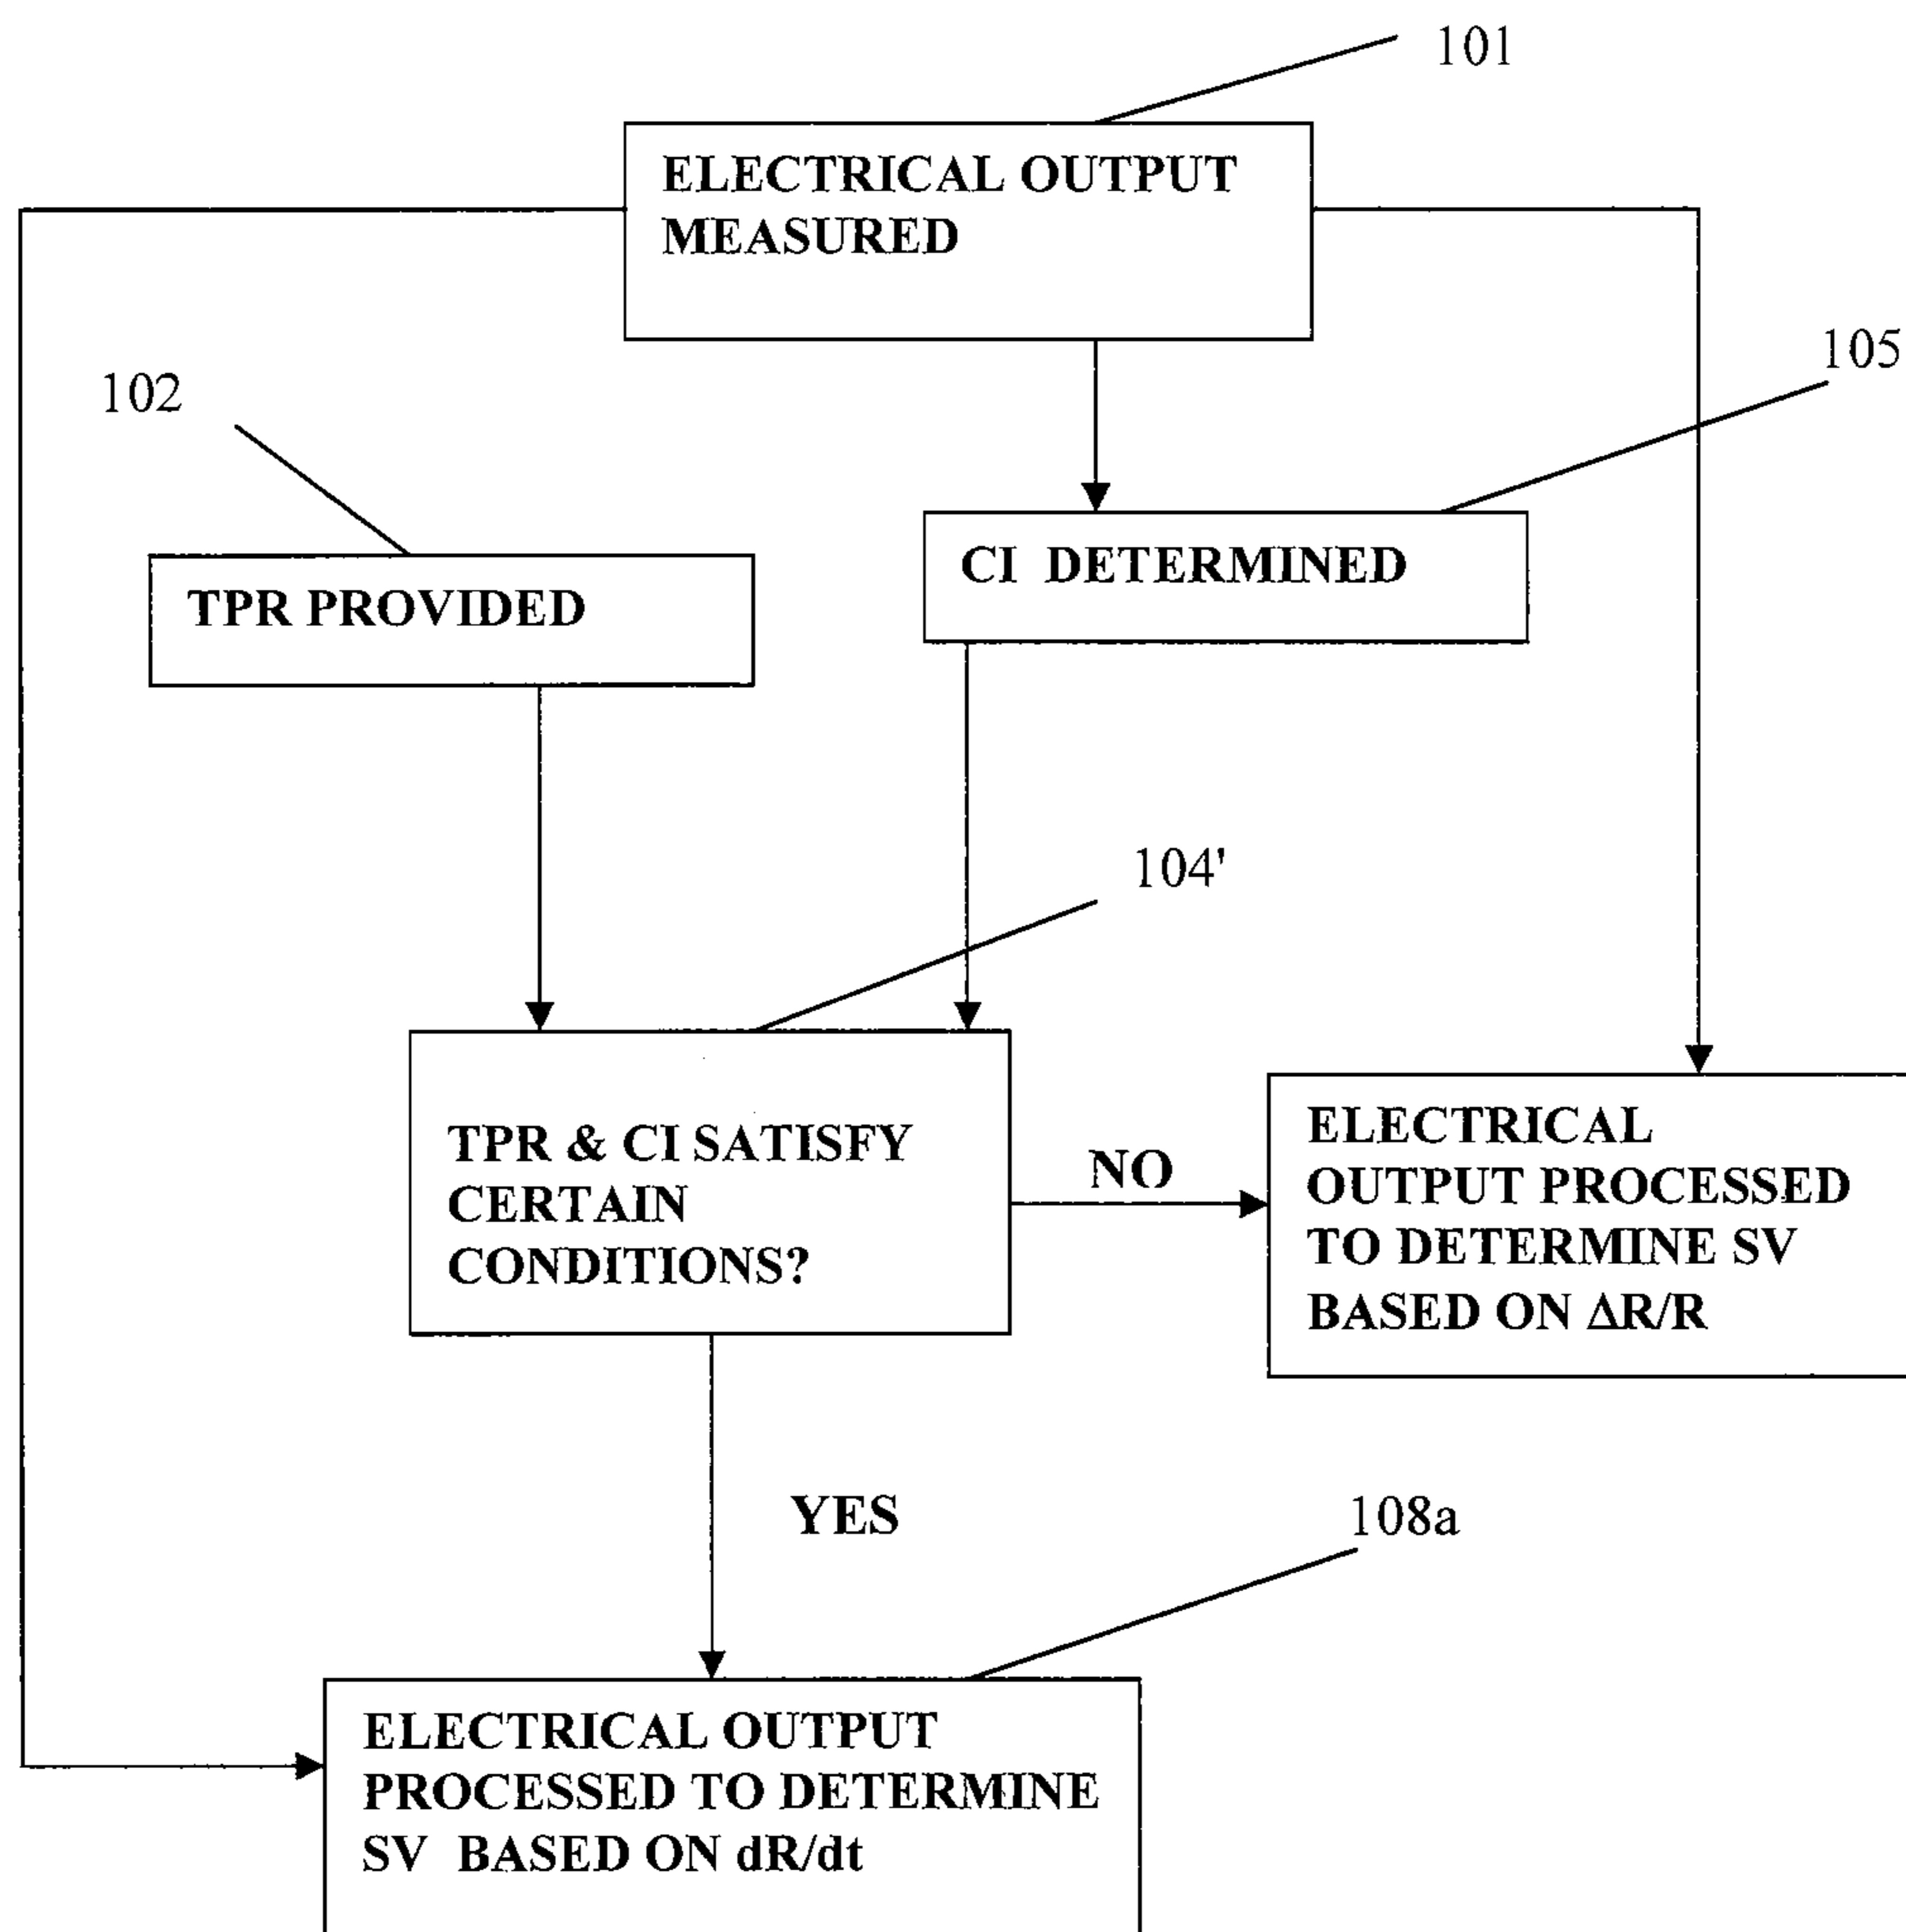 101
ELECTRICAL OUTPUT
MEASURED
105
102
CI DETERMINED
TPR PROVIDED
104'
TPR & CI SATISFY
CERTAIN
CONDITIONS?
NO
ELECTRICAL
OUTPUT PROCESSED
TO DETERMINE SV
BASED ON ΔR/R
YES
108a
ELECTRICAL OUTPUT
PROCESSED TO DETERMINE
SV BASED ON dR/dt